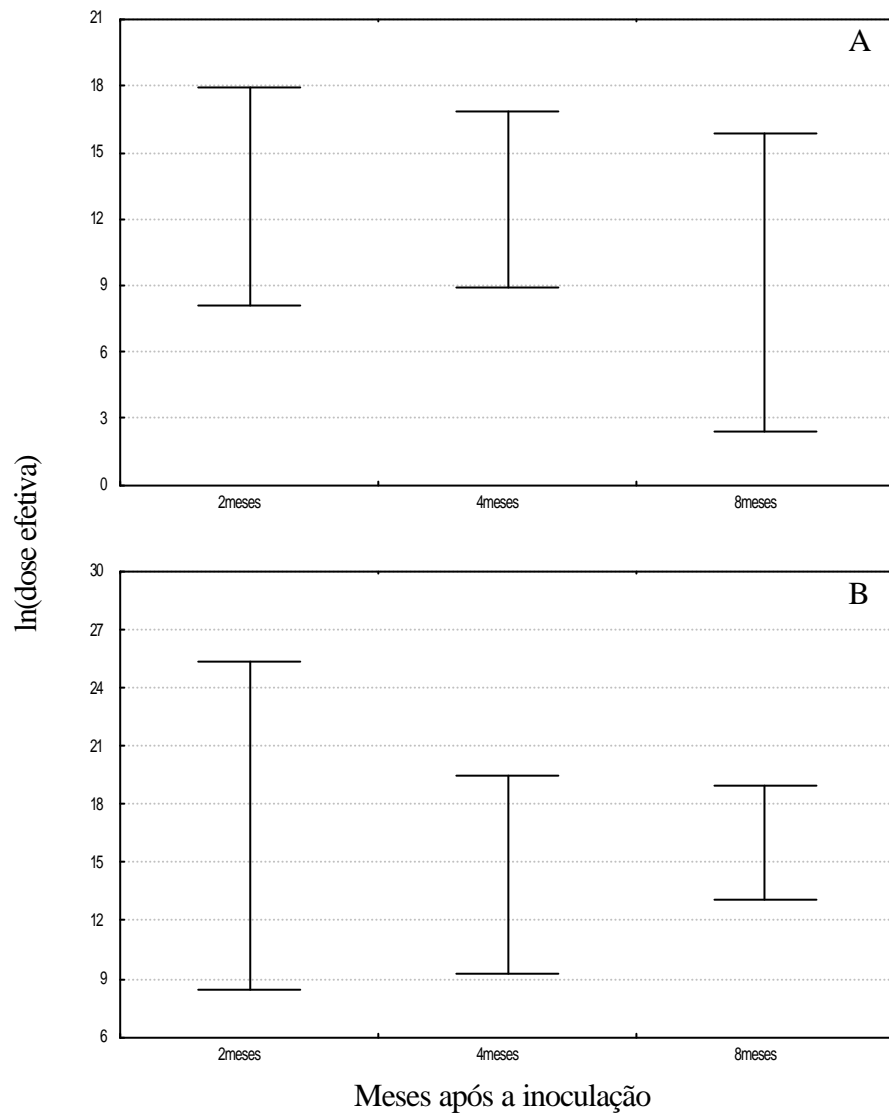 21
A
18
15
12
9
6
3
0
2meses
4meses
8meses
ln(dose efetiva)
30
B
27
24
21
18
15
12
9
6
2meses
4meses
8meses
Meses após a inoculação